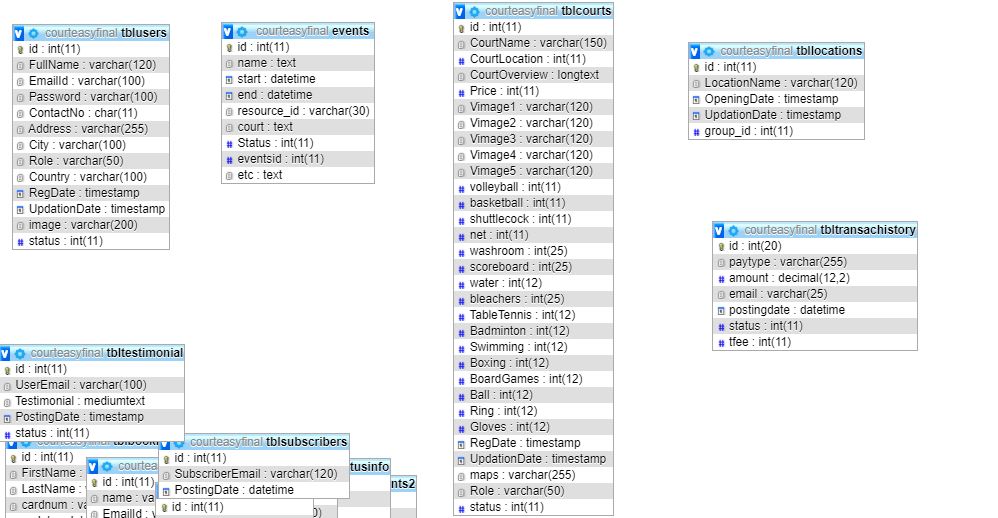 courteasyfinal tblusers
id : int(11)
FullName : varchar(120)
EmailId : varchar(100)
Password : varchar(100)
ContactNo : char(11)
Address : varchar(255)
City : varchar(100)
Role : varchar(50)
Country : varchar(100)
RegDate : timestamp
UpdationDate : timestamp
image : varchar(200)
status : int(11)
courteasyfinal events
id : int(11)
name : text
start : datetime
end : datetime
resource_id : varchar(30)
court : text
Status : int(11)
eventsid : int(11)
etc : text
courteasyfinal tblcourts
id : int(11)
CourtName : varchar(150)
CourtLocation : int(11)
CourtOverview : longtext
Price : int(11)
Vimage1 : varchar(120)
Vimage2 : varchar(120)
Vimage3 : varchar(120)
Vimage4 : varchar(120)
Vimage5 : varchar(120)
volleyball : int(11)
basketball : int(11)
shuttlecock : int(11)
net : int(11)
washroom : int(25)
scoreboard : int(25)
water : int(12)
bleachers : int(25)
TableTennis : int(12)
Badminton : int(12)
Swimming : int(12)
Boxing : int(12)
BoardGames : int(12)
Ball : int(12)
Ring : int(12)
Gloves : int(12)
RegDate : timestamp
UpdationDate : timestamp
maps : varchar(255)
Role : varchar(50)
status : int(11)
courteasyfinal tbllocations
id : int(11)
LocationName : varchar(120)
OpeningDate : timestamp
UpdationDate : timestamp
group_id : int(11)
courteasyfinal tbltransachistory
id : int(20)
paytype : varchar(255)
amount : decimal(12,2)
email : varchar(25)
postingdate : datetime
status : int(11)
tfee : int(11)
courteasyfinal tbltestimonial
id : int(11)
UserEmail : varchar(100)
Testimonial : mediumtext
PostingDate : timestamp
status : int(11)
id : int(11)
FirstName :
LastName :
cardnum : va
courtea
id : int(11)
name : va
EmailId : va
courteasyfinal tblsubscribers
id : int(11)
SubscriberEmail : varchar(120)
PostingDate : datetime
id : int(11)
tusinfo
nts2